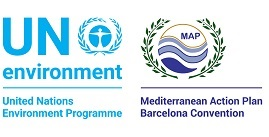 UN
environment
United Nations
Environment Programme
MAP
Mediterranean Action Plan
Barcelona Convention